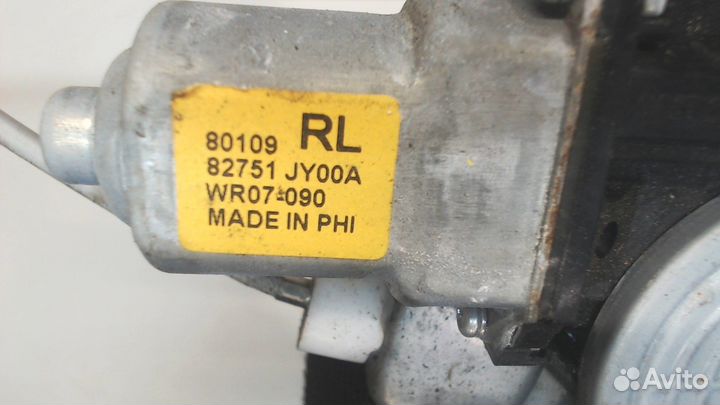 80109 RL
82751 JY00A
WR07-090
MADE IN PHI
Avito